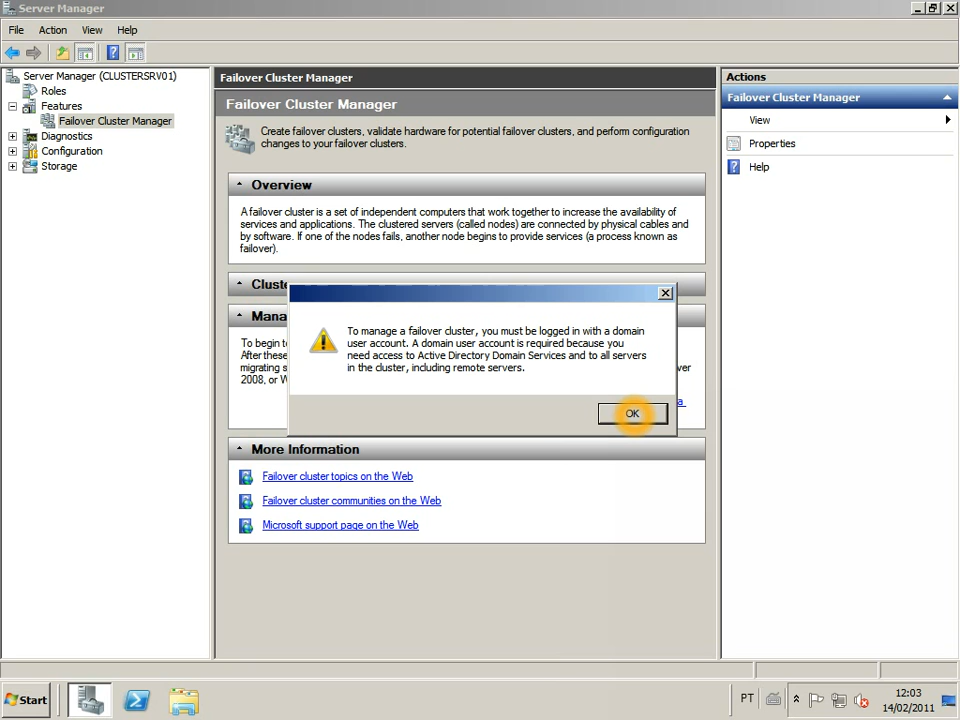 Server Manager
File Action View Help
Server Manager (CLUSTERSRV01)
Roles
Features
Failover Cluster Manager
Diagnostics
Configuration
Storage
Failover Cluster Manager
Failover Cluster Manager
Create failover clusters, validate hardware for potential failover clusters, and perform configuration
changes to your failover clusters.
Overview
A failover cluster is a set of independent computers that work together to increase the availability of
services and applications. The clustered servers (called nodes) are connected by physical cables and
by software. If one of the nodes fails, another node begins to provide services (a process known as
failover).
Cluste
Mana
To begin to
After these
migrating s ver
2008, or W
a
To manage a failover cluster, you must be logged in with a domain
user account. A domain user account is required because you
need access to Active Directory Domain Services and to all servers
in the cluster, including remote servers.
OK
More Information
Failover cluster topics on the Web
Failover cluster communities on the Web
Microsoft support page on the Web
Actions
Failover Cluster Manager
View
Properties
Help
Start
PT
12:03
14/02/2011